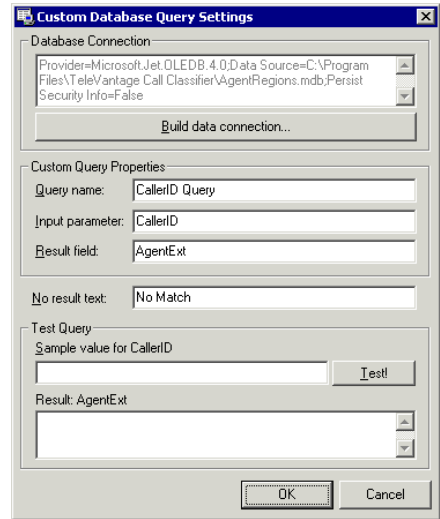 Custom Database Query Settings
Database Connection
Provider=Microsoft.Jet.OLEDB.4.0;Data Source=C:\Program
Files\TeleVantage Call Classifier\AgentRegions.mdb;Persist
Security Info=False
Build data connection...
Custom Query Properties
Query name: CallerID Query
Input parameter: CallerID
Result field: AgentExt
No result text: No Match
Test Query
Sample value for CallerID
Test!
Result: AgentExt
OK Cancel